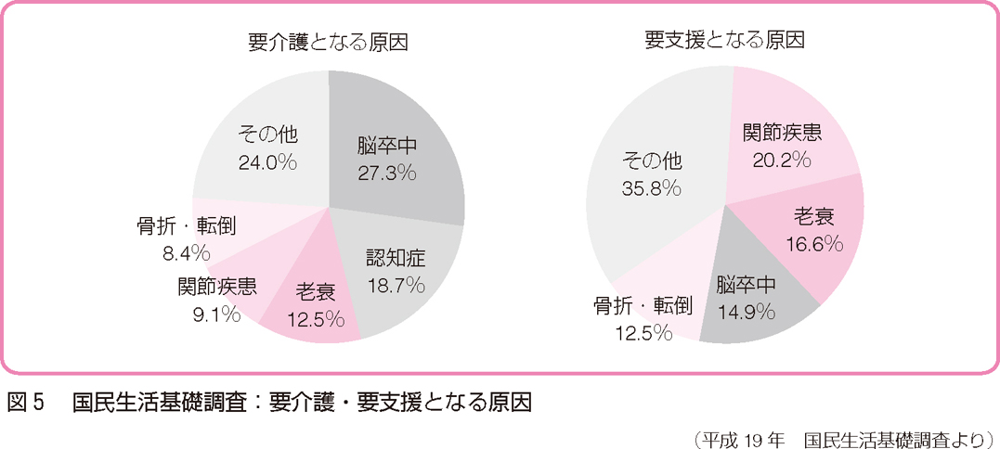 要介護となる原因
脳卒中
27.3%
認知症
18.7%
老衰
12.5%
関節疾患
9.1%
骨折・転倒
8.4%
その他
24.0%
要支援となる原因
関節疾患
20.2%
老衰
16.6%
脳卒中
14.9%
骨折・転倒
12.5%
その他
35.8%
図5　国民生活基礎調査：要介護・要支援となる原因
（平成19年　国民生活基礎調査より）